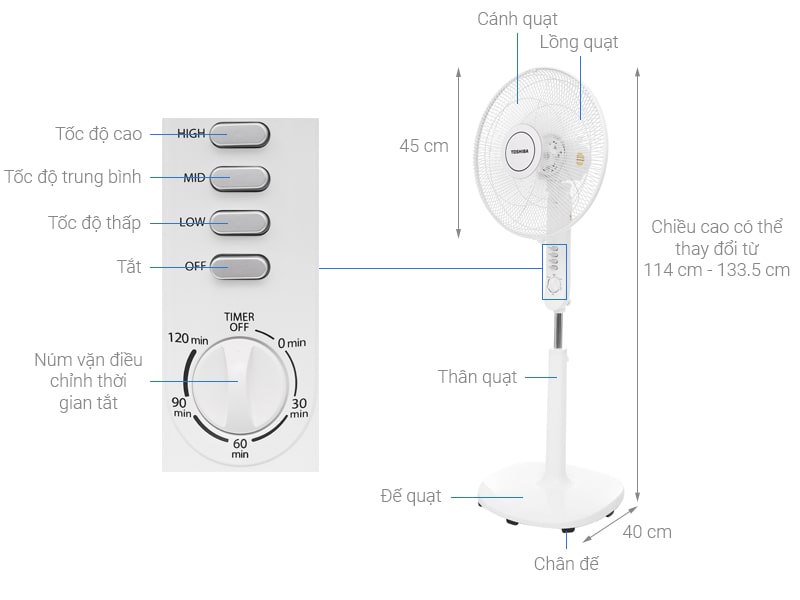 Cánh quạt
Lồng quạt
45 cm
TOSHIBA
Chiều cao có thể
thay đổi từ
114 cm - 133.5 cm
Thân quạt
Đế quạt
40 cm
Chân đế
Tốc độ cao
HIGH
Tốc độ trung bình
MID
Tốc độ thấp
LOW
Tắt
OFF
TIMER
OFF
120 min
0 min
Núm vặn điều
chỉnh thời
gian tắt
90
min
30
min
60
min